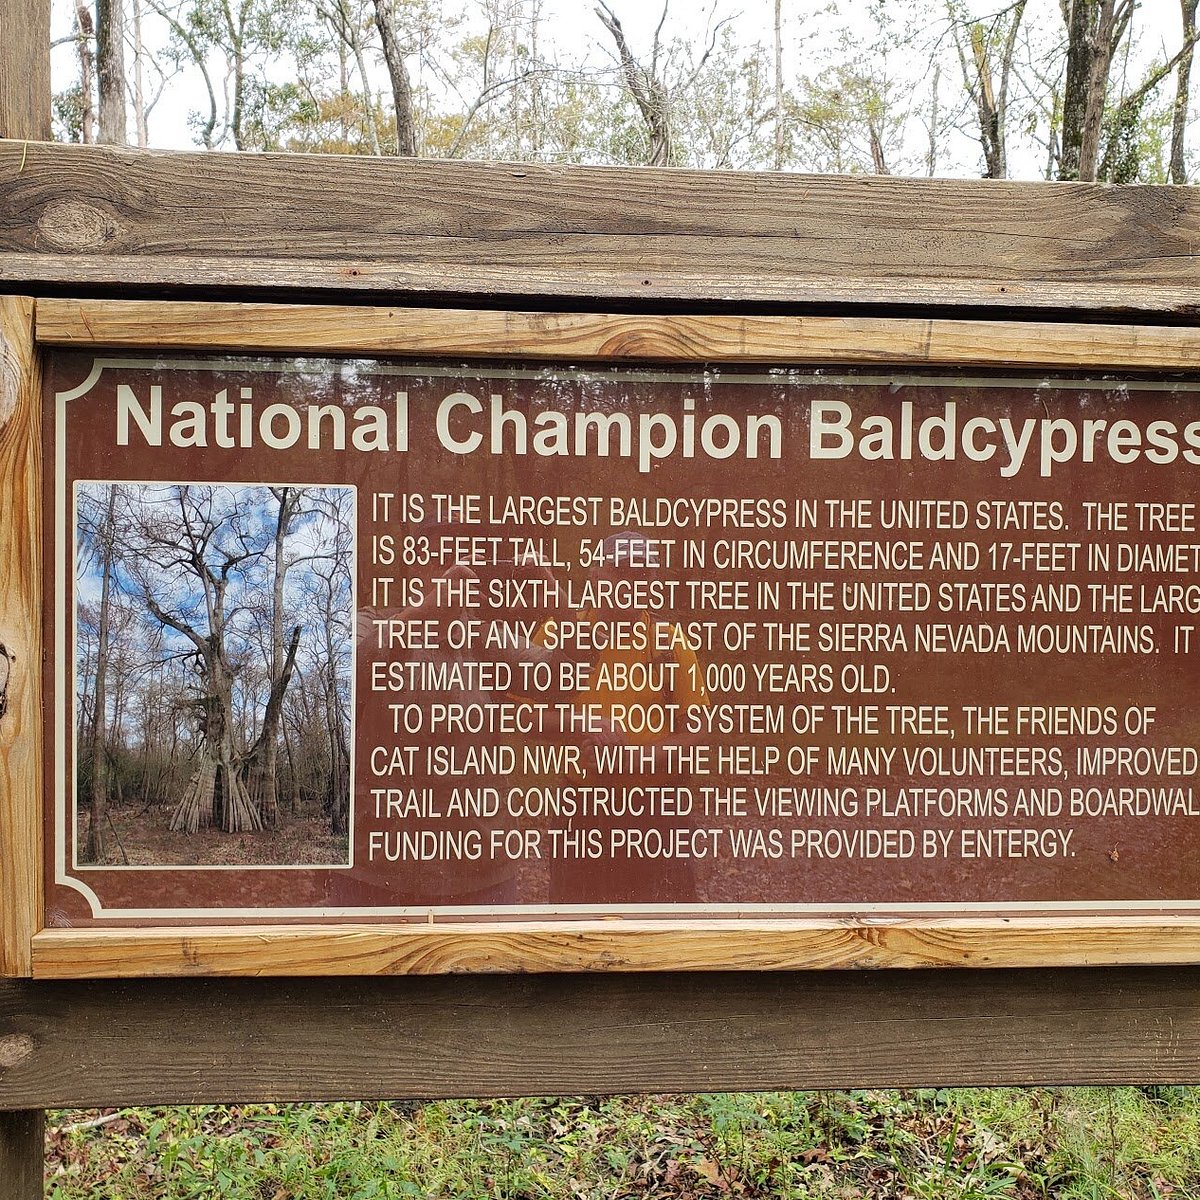 National Champion Baldcypress
IT IS THE LARGEST BALDCYPRESS IN THE UNITED STATES. THE TREE
IS 83-FEET TALL, 54-FEET IN CIRCUMFERENCE AND 17-FEET IN DIAMET
IT IS THE SIXTH LARGEST TREE IN THE UNITED STATES AND THE LARG
TREE OF ANY SPECIES EAST OF THE SIERRA NEVADA MOUNTAINS. IT
ESTIMATED TO BE ABOUT 1,000 YEARS OLD.
TO PROTECT THE ROOT SYSTEM OF THE TREE, THE FRIENDS OF
CAT ISLAND NWR, WITH THE HELP OF MANY VOLUNTEERS, IMPROVED
TRAIL AND CONSTRUCTED THE VIEWING PLATFORMS AND BOARDWAL
FUNDING FOR THIS PROJECT WAS PROVIDED BY ENTERGY.